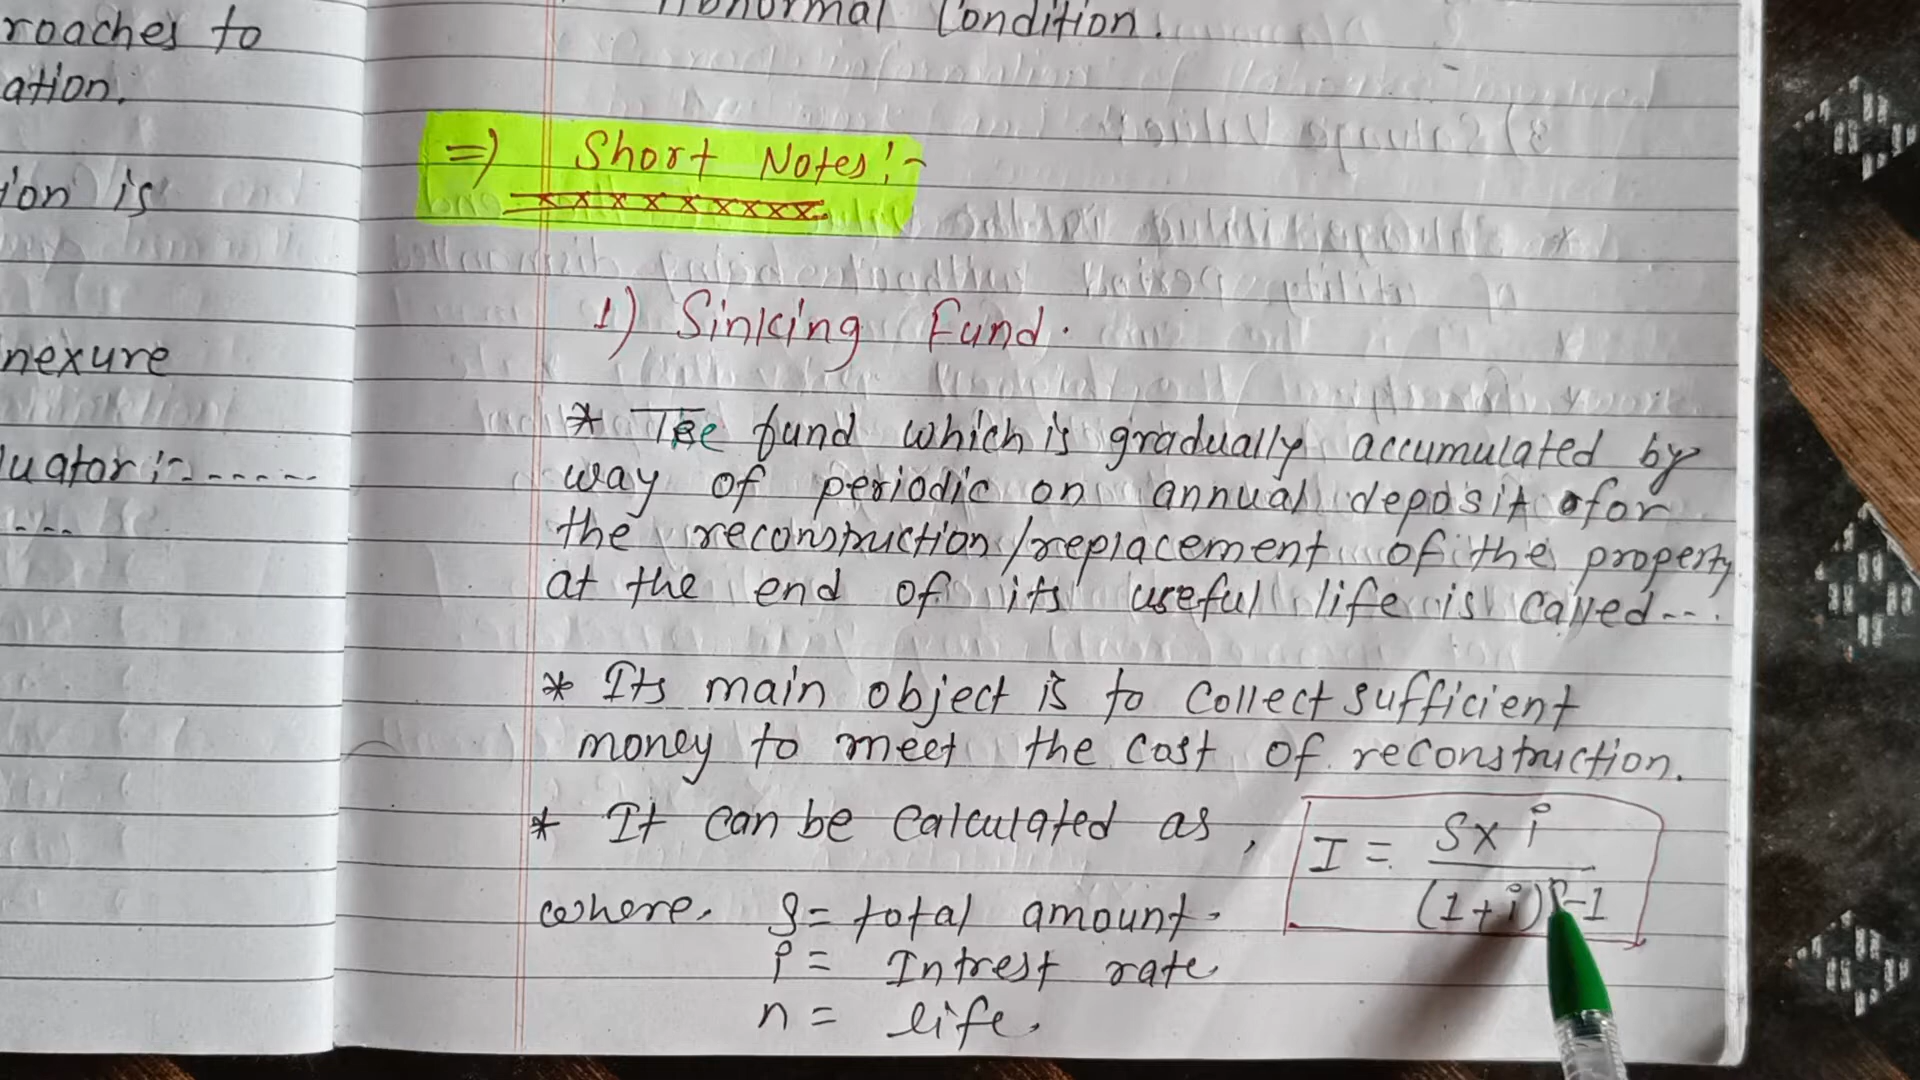 roaches to
ation.
ion is
nexure
luator :- -----
----
Abnormal Condition.
=) Short Notes :-
1) Sinking Fund.
* The fund which is gradually accumulated by
way of periodic on annual deposit for
the reconstruction/replacement of the property
at the end of its useful life is called---.
* Its main object is to collect sufficient
money to meet the cost of reconstruction.
* It can be calculated as, I = S x i / (1+i)^n-1
where, S = total amount.
i = Intrest rate
n = life.